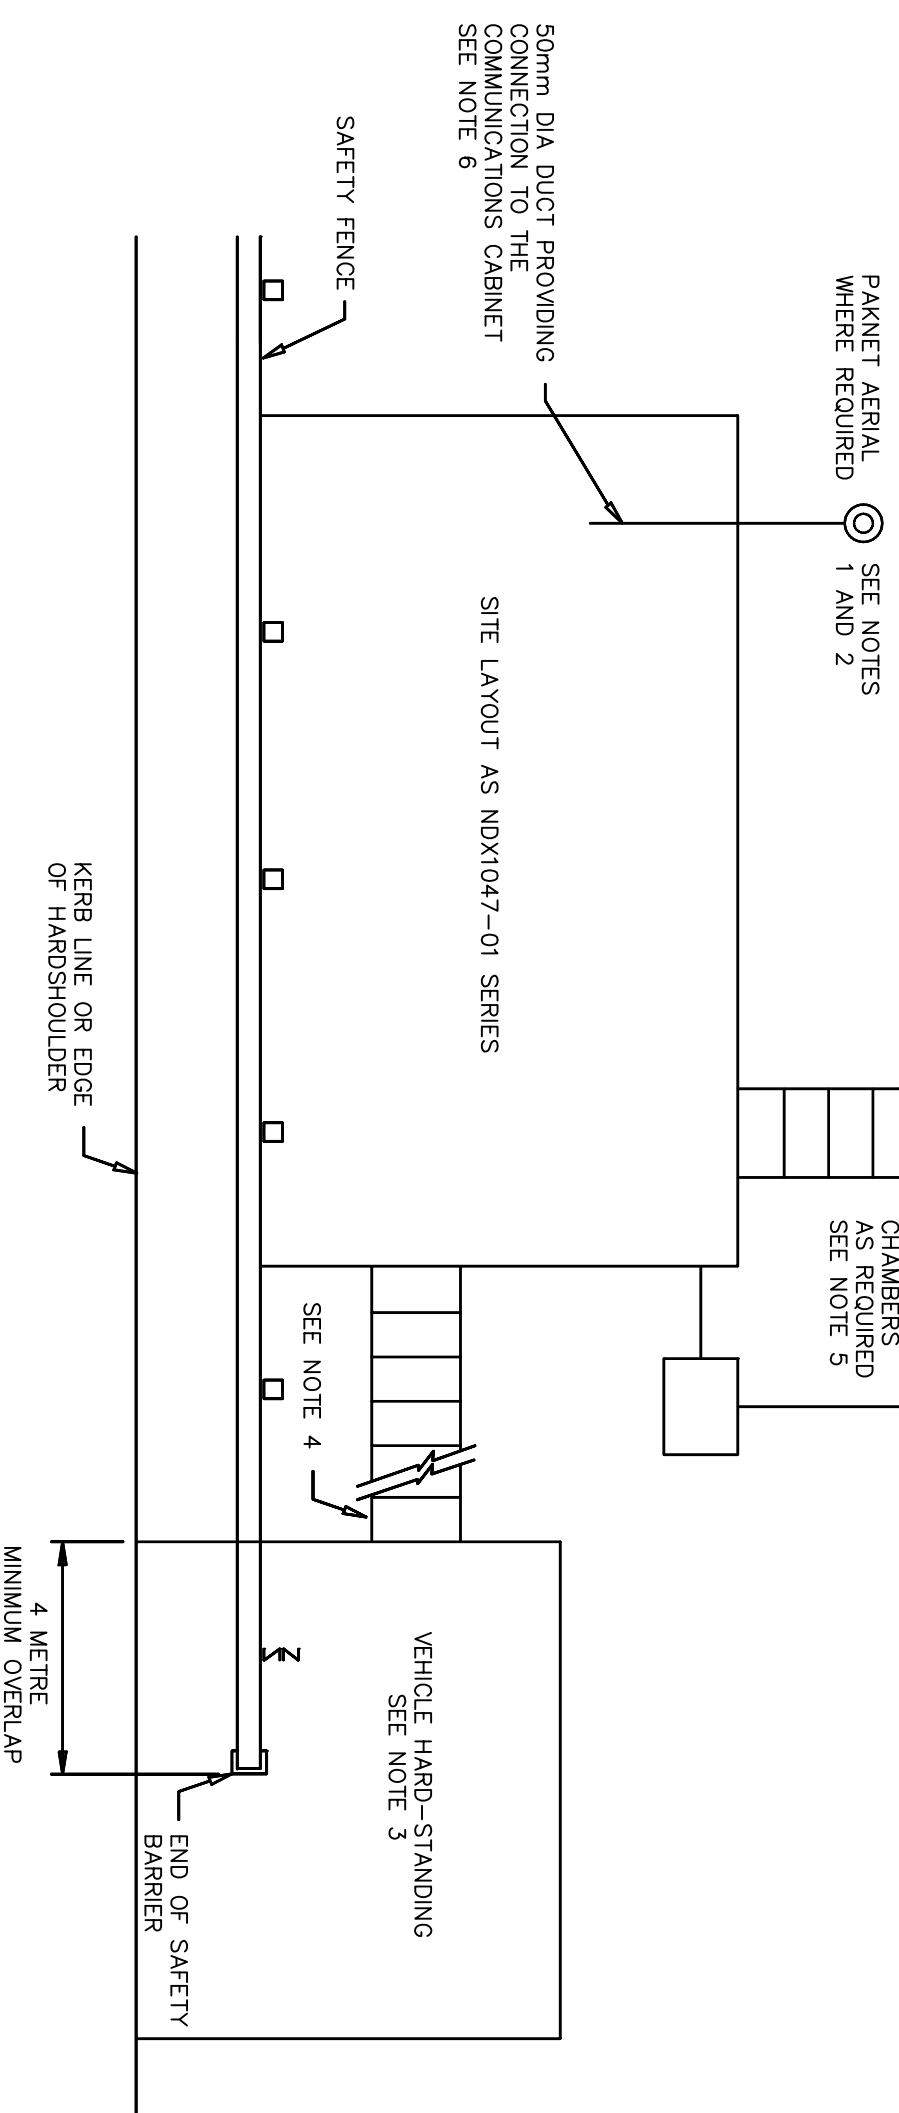 PAKNET AERIAL
WHERE REQUIRED
SEE NOTES
1 AND 2
CHAMBERS
AS REQUIRED
SEE NOTE 5
50mm DIA DUCT PROVIDING
CONNECTION TO THE
COMMUNICATIONS CABINET
SEE NOTE 6
SITE LAYOUT AS NDX1047-01 SERIES
SAFETY FENCE
SEE NOTE 4
VEHICLE HARD-STANDING
SEE NOTE 3
KERB LINE OR EDGE
OF HARDSHOULDER
END OF SAFETY
BARRIER
4 METRE
MINIMUM OVERLAP